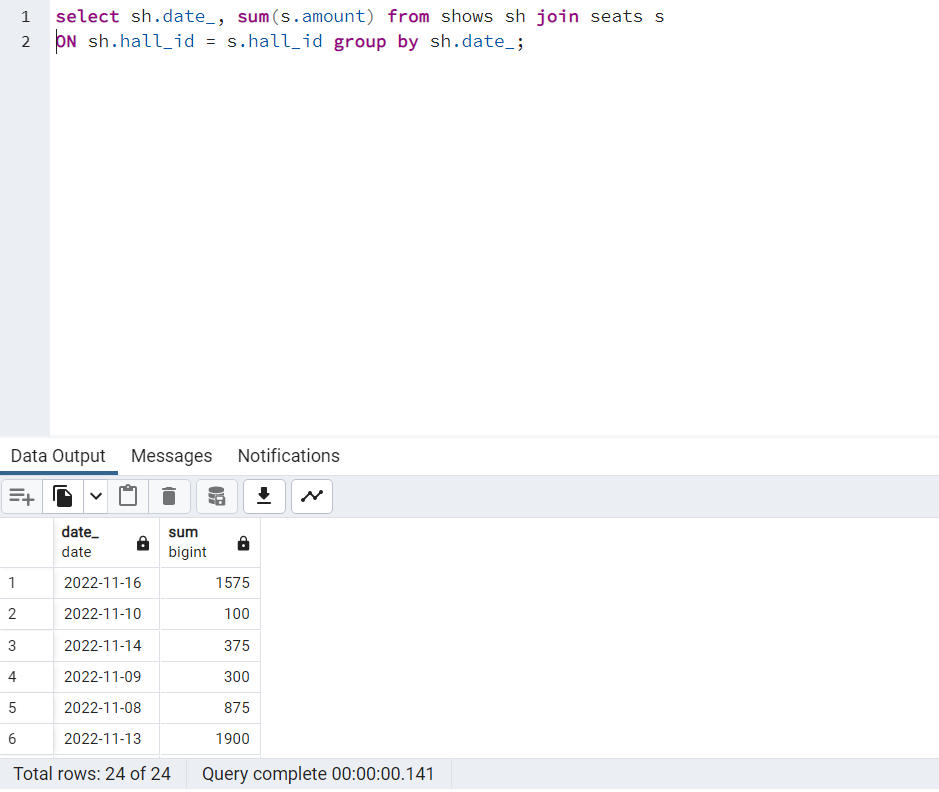 1 select sh.date_, sum(s.amount) from shows sh join seats s
2 ON sh.hall_id = s.hall_id group by sh.date_;
Data Output Messages Notifications
date_ sum
date bigint
1 2022-11-16 1575
2 2022-11-10 100
3 2022-11-14 375
4 2022-11-09 300
5 2022-11-08 875
6 2022-11-13 1900
Total rows: 24 of 24 Query complete 00:00:00.141